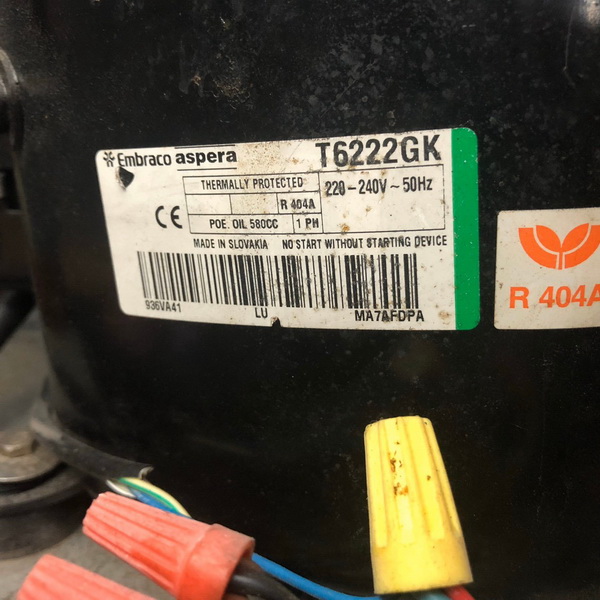 Embraco aspera
T6222GK
THERMALLY PROTECTED
220-240V ~ 50Hz
R 404A
POE. OIL 580CC
1 PH
CE
MADE IN SLOVAKIA NO START WITHOUT STARTING DEVICE
936VA41
LU
MA7AFDPA
R 404A